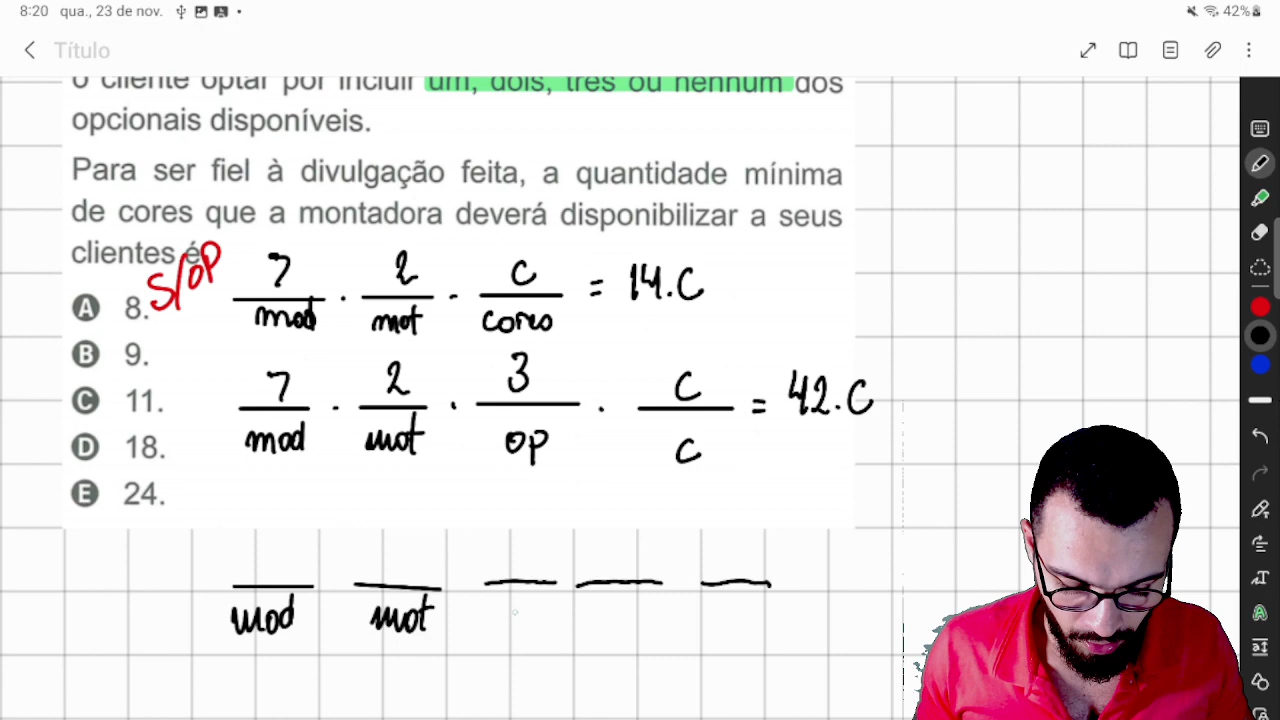 8:20 qua., 23 de nov.
42%
Título
o cliente optar por incluir um, dois, três ou nenhum dos
opcionais disponíveis.
Para ser fiel à divulgação feita, a quantidade mínima
de cores que a montadora deverá disponibilizar a seus
clientes é
S/OP
7 · 2 · C = 14.C
mod mot cores
A 8.
B 9.
7 · 2 · 3 · C = 42.C
mod mot op C
C 11.
D 18.
E 24.
mod mot